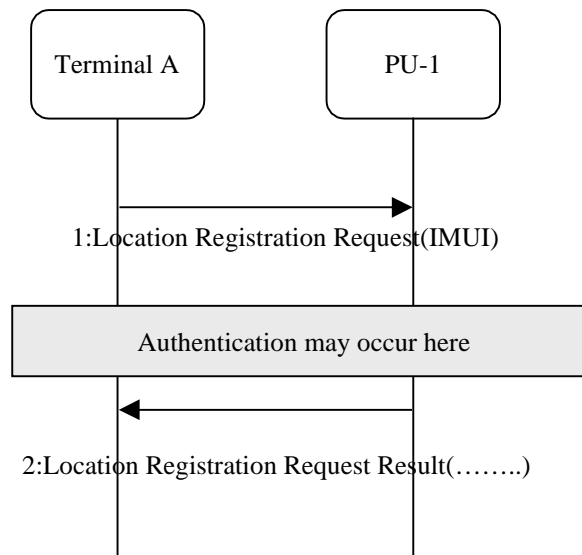 Terminal A
PU-1
1:Location Registration Request(IMUI)
Authentication may occur here
2:Location Registration Request Result(……..)